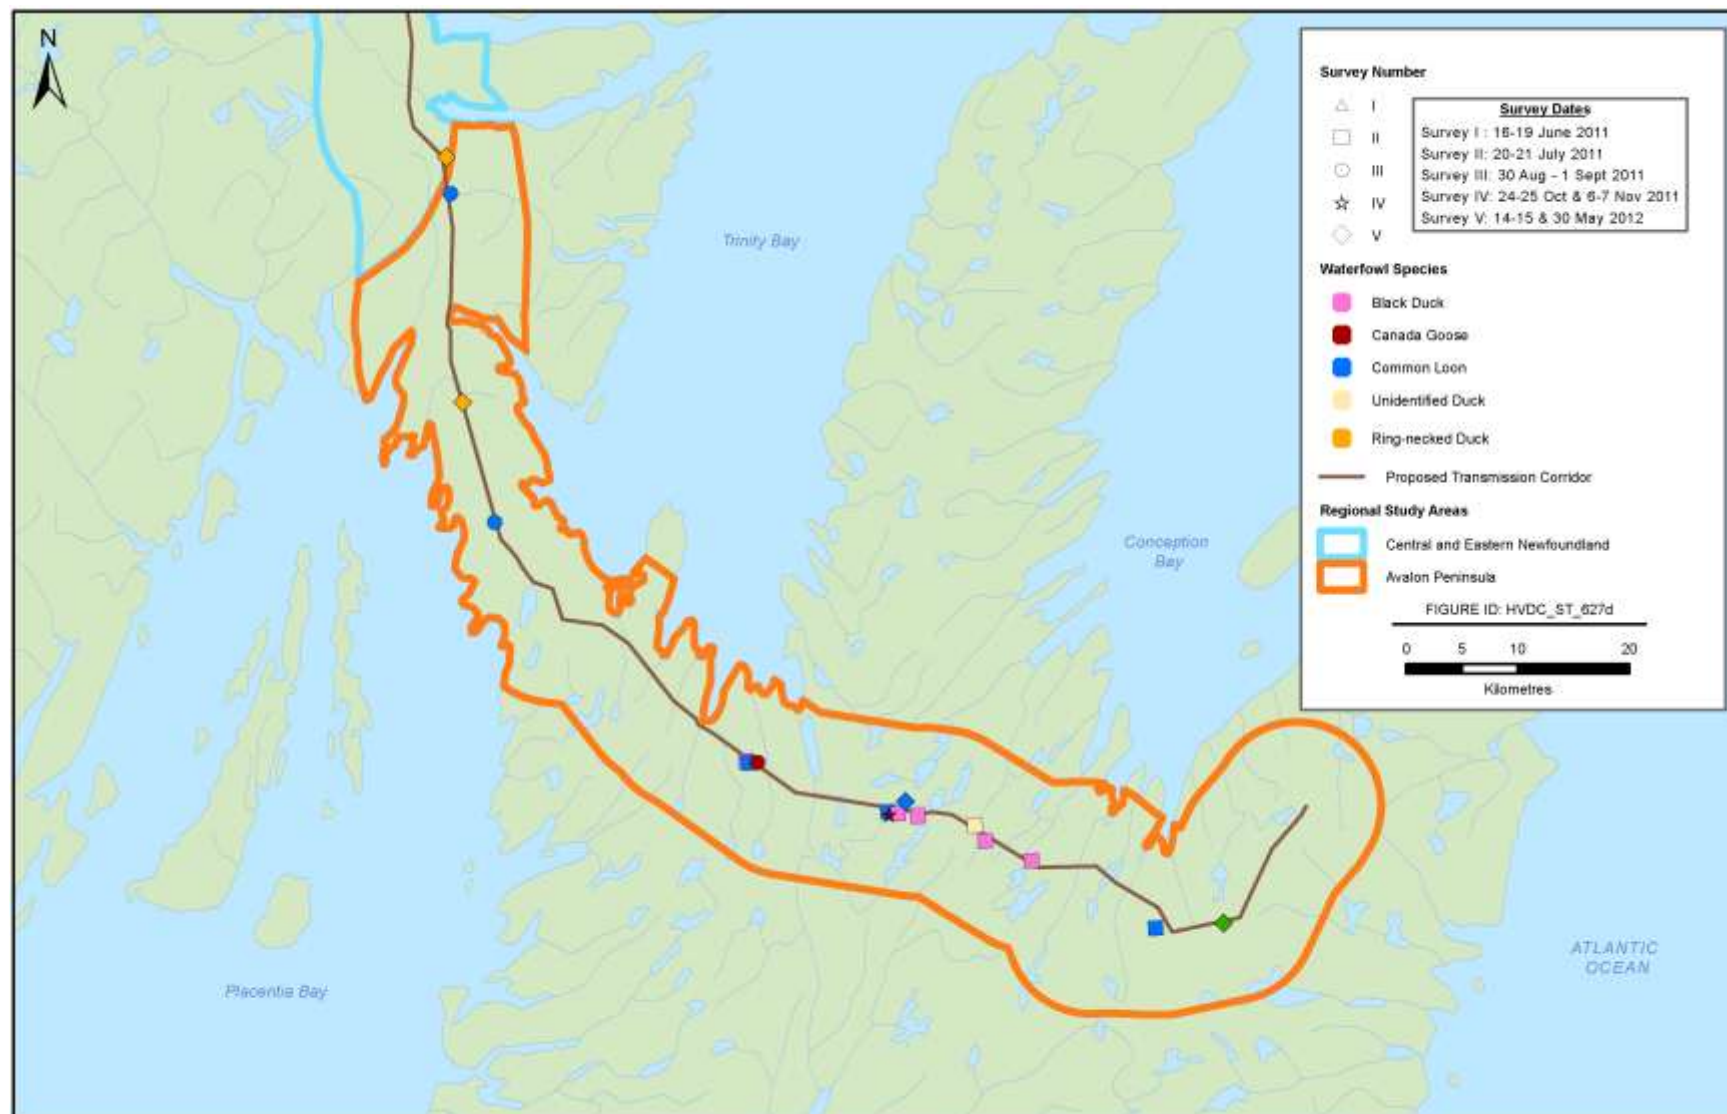 N
Trinity Bay
Conception
Bay
Placentia Bay
ATLANTIC
OCEAN
Survey Number
I
II
III
IV
V
Survey Dates
Survey I : 16-19 June 2011
Survey II: 20-21 July 2011
Survey III: 30 Aug - 1 Sept 2011
Survey IV: 24-25 Oct & 6-7 Nov 2011
Survey V: 14-15 & 30 May 2012
Waterfowl Species
Black Duck
Canada Goose
Common Loon
Unidentified Duck
Ring-necked Duck
Proposed Transmission Corridor
Regional Study Areas
Central and Eastern Newfoundland
Avalon Peninsula
FIGURE ID: HVDC_ST_627d
0 5 10 20
Kilometres